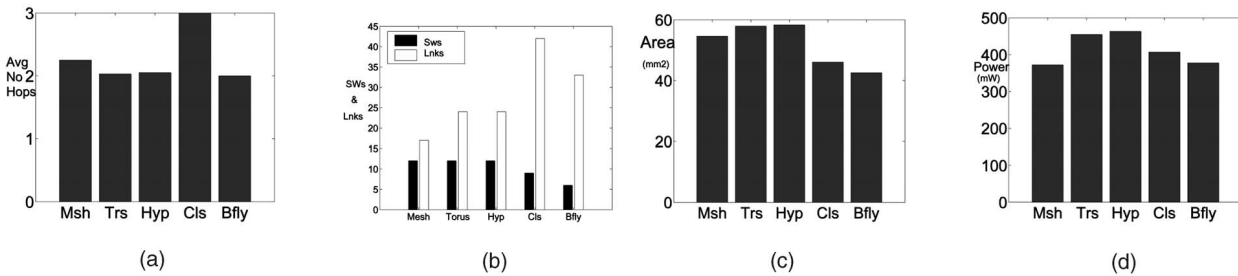 3
2
1
0
Avg
No
Hops
Msh Trs Hyp Cls Bfly
(a)
45
40
35
30
25
20
15
10
5
0
SWs
&
Lnks
Sws
Lnks
Mesh Torus Hyp Cls Bfly
(b)
60
40
20
0
Area
(mm2)
Msh Trs Hyp Cls Bfly
(c)
500
400
300
200
100
0
Power
(mW)
Msh Trs Hyp Cls Bfly
(d)